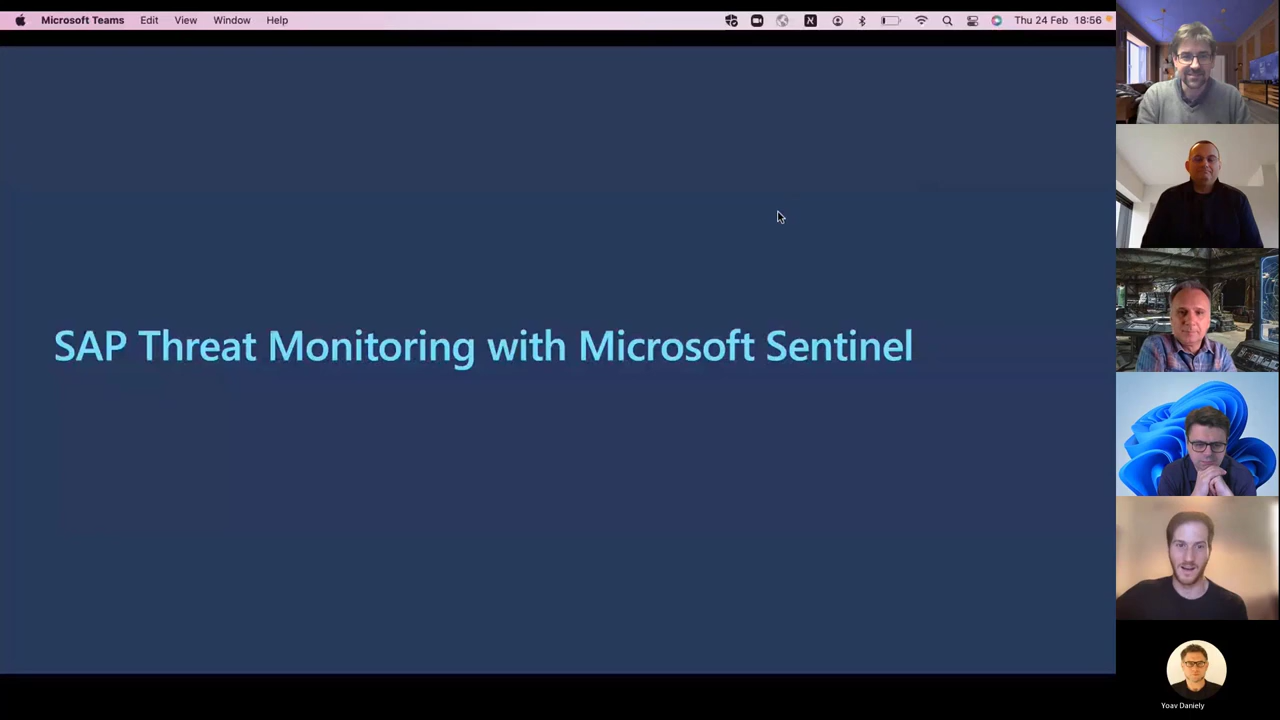 Microsoft Teams Edit View Window Help Thu 24 Feb 18:56
SAP Threat Monitoring with Microsoft Sentinel
Yoav Daniely